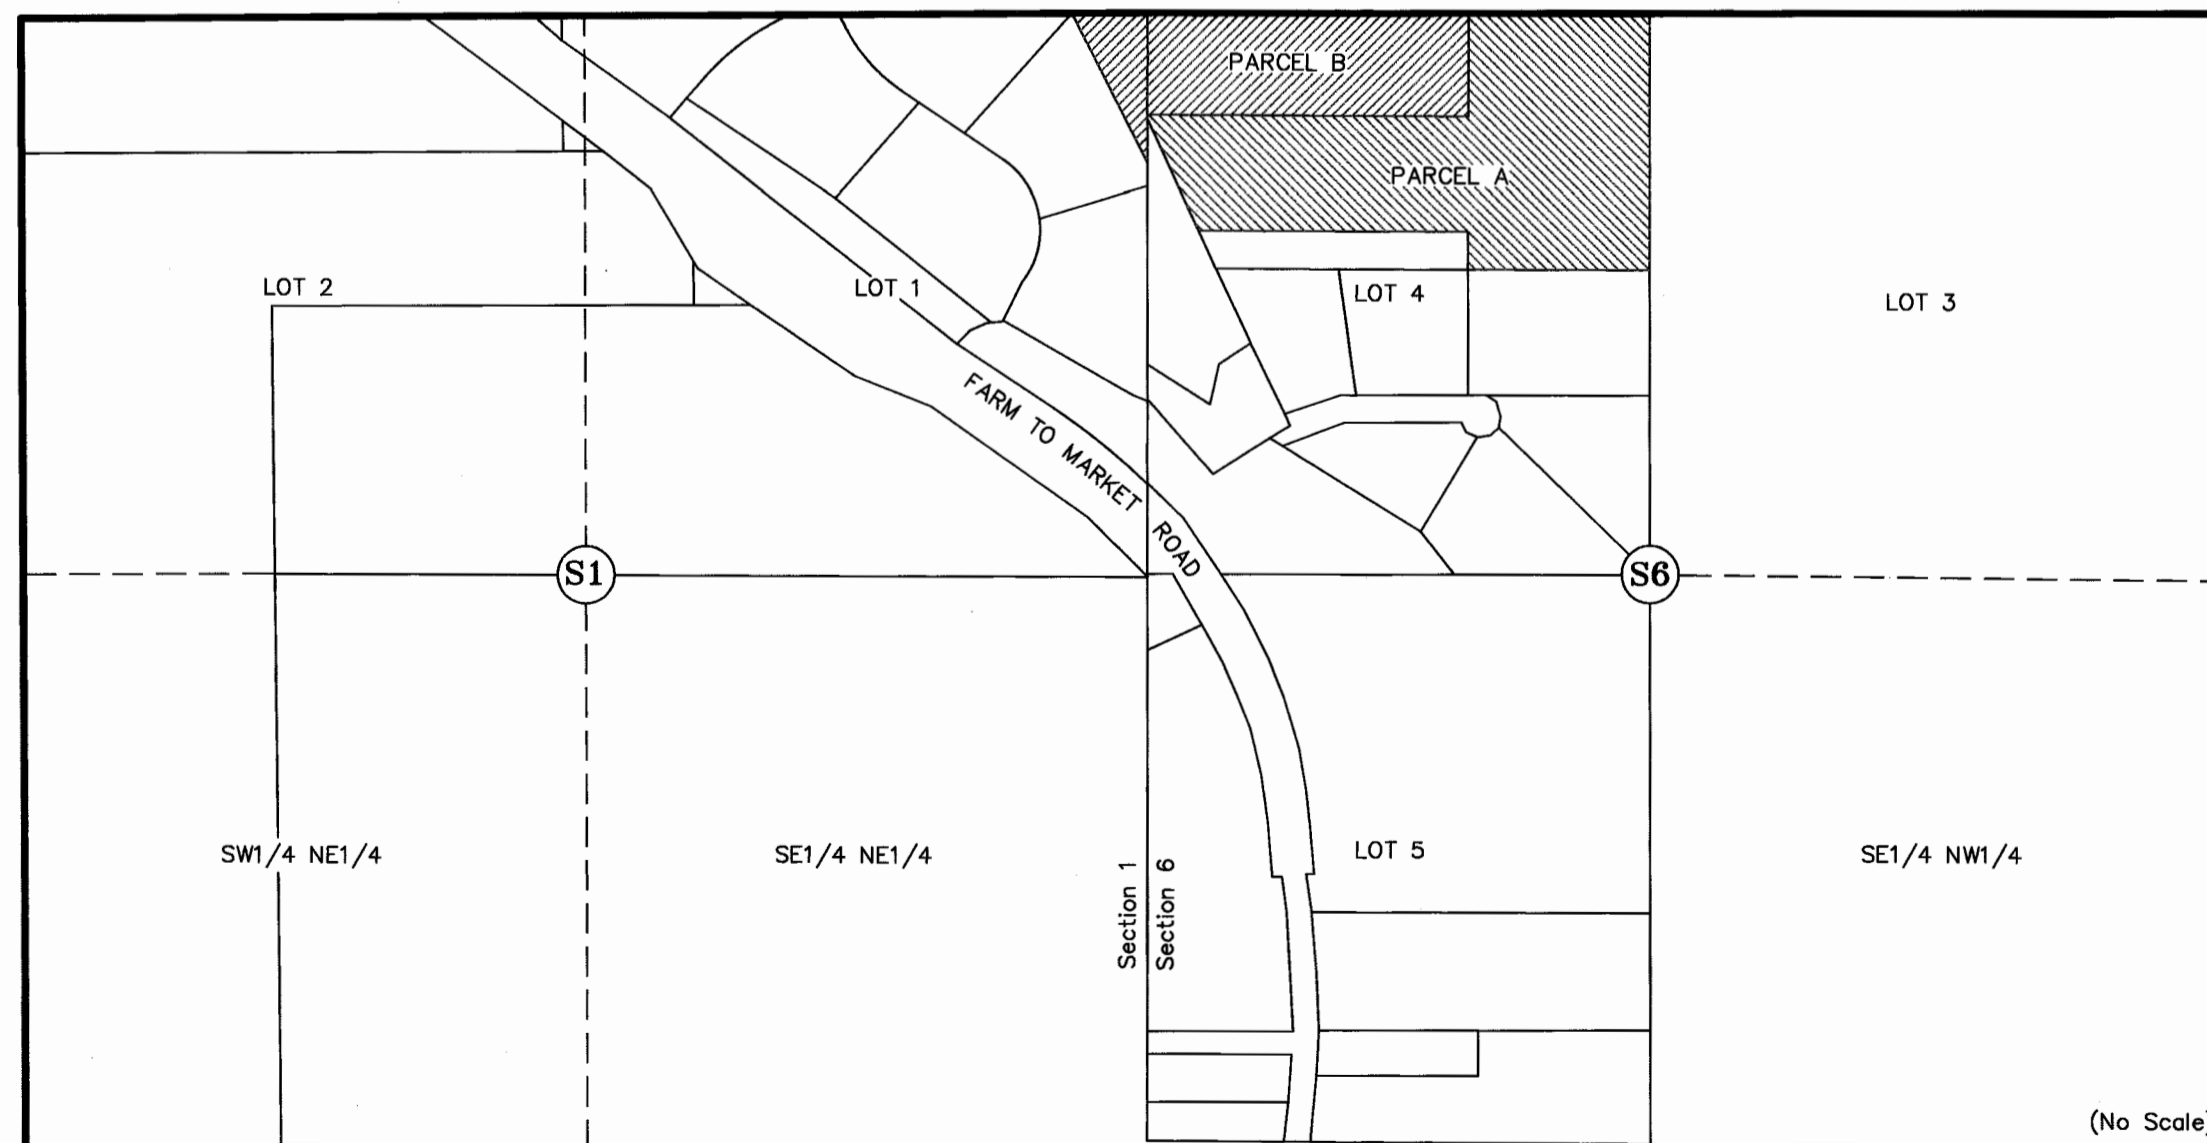 PARCEL B
PARCEL A
LOT 2
LOT 1
LOT 4
LOT 3
FARM TO MARKET ROAD
S1
S6
SW1/4 NE1/4
SE1/4 NE1/4
Section 1
Section 6
LOT 5
SE1/4 NW1/4
(No Scale)